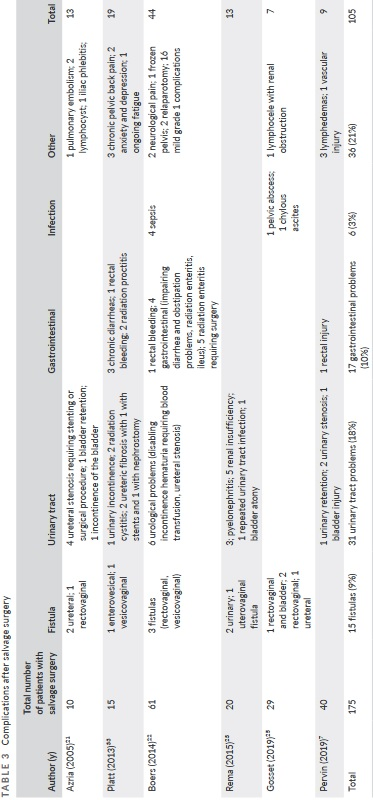 TABLE 3 Complications after salvage surgery
Author (y) Total number of patients with salvage surgery Fistula Urinary tract Gastrointestinal Infection Other Total
Azria (2005)²¹ 10 2 ureteral; 1 rectovaginal 4 ureteral stenosis requiring stenting or surgical procedure; 1 bladder retention; 1 incontinence of the bladder 1 pulmonary embolism; 2 lymphocyst; 1 iliac phlebitis; 13
Platt (2013) 15 1 enterovesical; 1 vesicovaginal 1 urinary incontinence; 2 radiation cystitis; 2 ureteric fibrosis with 1 with stents and 1 with nephrostomy 3 chronic diarrheas; 1 rectal bleeding; 2 radiation proctitis 3 chronic pelvic back pain; 2 anxiety and depression; 1 ongoing fatigue 19
Boers (2014)²² 61 3 fistulas (rectovaginal, vesicovaginal) 6 urological problems (disabling incontinence hematuria requiring blood transfusion, ureteral stenosis) 1 rectal bleeding; 4 gastrointestinal (impairing diarrhea and obstipation problems, radiation enteritis, ileus); 5 radiation enteritis requiring surgery 4 sepsis 2 neurological pain; 1 frozen pelvis; 2 relaparotomy; 16 mild grade 1 complications 44
Rema (2015) 20 2 urinary; 1 uterovaginal fistula 3; pyelonephritis; 5 renal insufficiency; 1 repeated urinary tract infection; 1 bladder atony 13
Gosset (2019) 29 1 rectovaginal and bladder; 2 rectovaginal; 1 ureteral 1 pelvic abscess; 1 chylous ascites 1 lymphocele with renal obstruction 7
Pervin (2019)⁷ 40 1 urinary retention; 2 urinary stenosis; 1 bladder injury 1 rectal injury 3 lymphedemas; 1 vascular injury 9
Total 175 15 fistulas (9%) 31 urinary tract problems (18%) 17 gastrointestinal problems (10%) 6 (3%) 36 (21%) 105